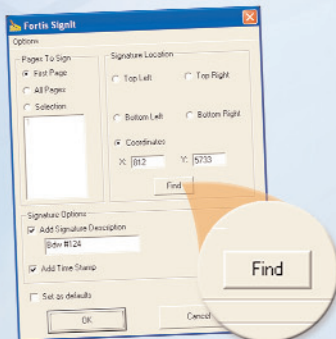 Fortis SignIt
Options
Pages To Sign
First Page
All Pages
Selection
Signature Location
Top Left
Top Right
Bottom Left
Bottom Right
Coordinates
X: 812
Y: 5733
Find
Signature Options
Add Signature Description
Bdw #124
Add Time Stamp
Set as defaults
OK
Cancel
Find